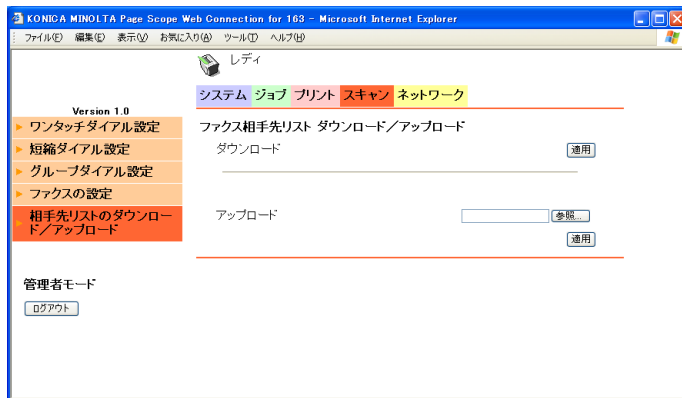 KONICA MINOLTA Page Scope Web Connection for 163 - Microsoft Internet Explorer
ファイル(F) 編集(E) 表示(V) お気に入り(A) ツール(T) ヘルプ(H)
レディ
システム ジョブ プリント スキャン ネットワーク
Version 1.0
ワンタッチダイアル設定
短縮ダイアル設定
グループダイアル設定
ファクスの設定
相手先リストのダウンロー
ド/アップロード
ファクス相手先リスト ダウンロード/アップロード
ダウンロード 適用
アップロード 参照...
適用
管理者モード
ログアウト